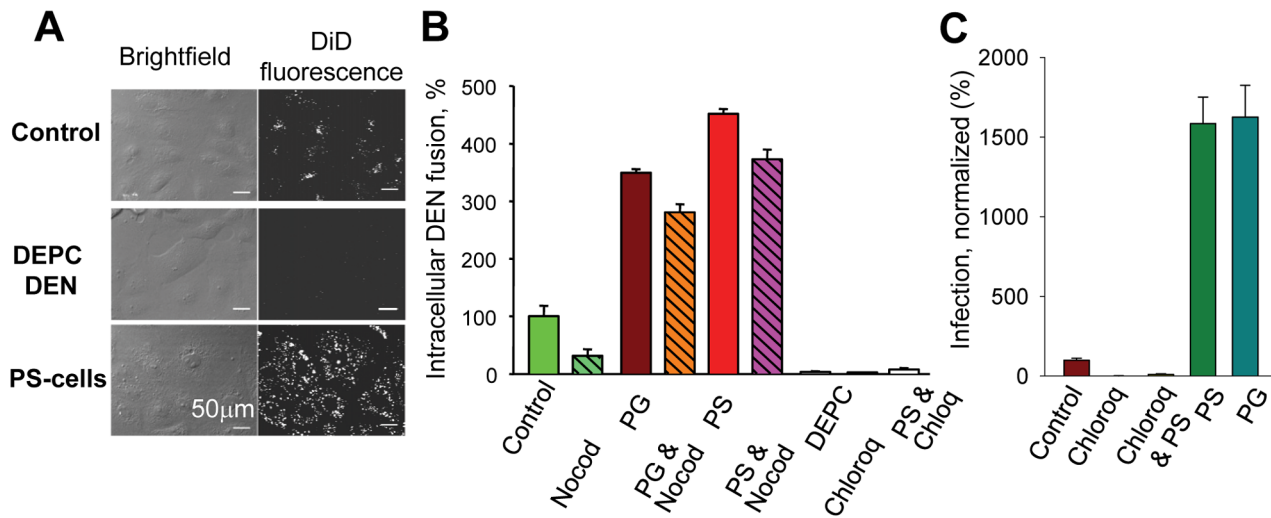 A
Brightfield
DiD
fluorescence
Control
DEPC
DEN
PS-cells
50μm
B
Intracellular DEN fusion, %
500
400
300
200
100
0
Control
Nocod
PG
PG &
Nocod
PS
PS &
Nocod
DEPC
Chloroq
PS &
Chloq
C
Infection, normalized (%)
2000
1500
1000
500
0
Control
Chloroq
Chloroq
& PS
PS
PG